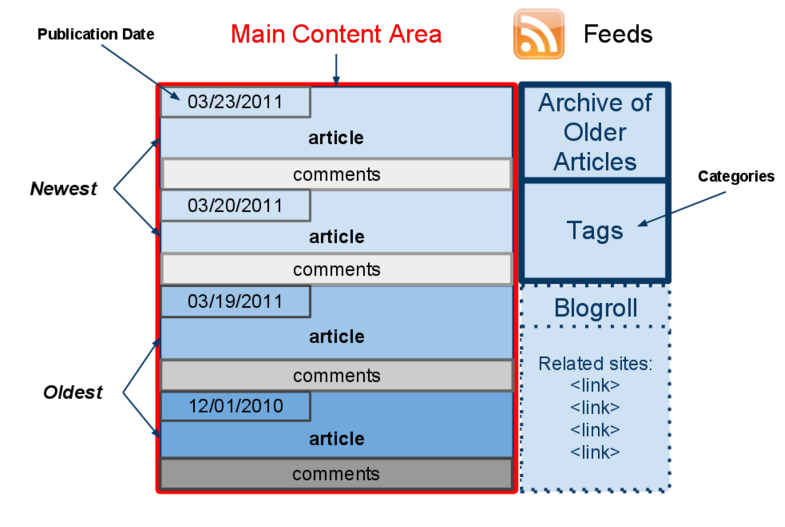 Publication Date
Main Content Area
Feeds
03/23/2011
article
comments
03/20/2011
article
comments
03/19/2011
article
comments
12/01/2010
article
comments
Newest
Oldest
Archive of
Older
Articles
Categories
Tags
Blogroll
Related sites:
<link>
<link>
<link>
<link>